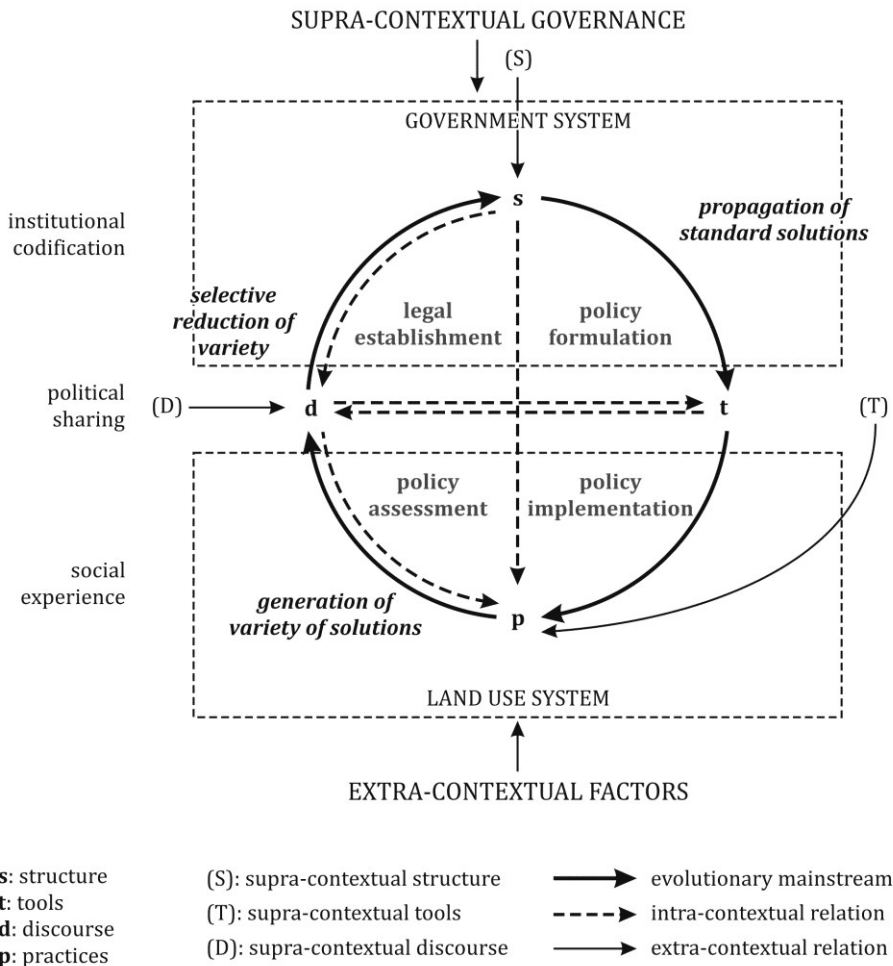 SUPRA-CONTEXTUAL GOVERNANCE
(S)
GOVERNMENT SYSTEM
s
institutional
codification
propagation of
standard solutions
selective
reduction of
variety
legal
establishment
policy
formulation
political
sharing
(D)
d
t
(T)
policy
assessment
policy
implementation
social
experience
generation of
variety of solutions
p
LAND USE SYSTEM
EXTRA-CONTEXTUAL FACTORS
s: structure
t: tools
d: discourse
p: practices
(S): supra-contextual structure
(T): supra-contextual tools
(D): supra-contextual discourse
evolutionary mainstream
intra-contextual relation
extra-contextual relation